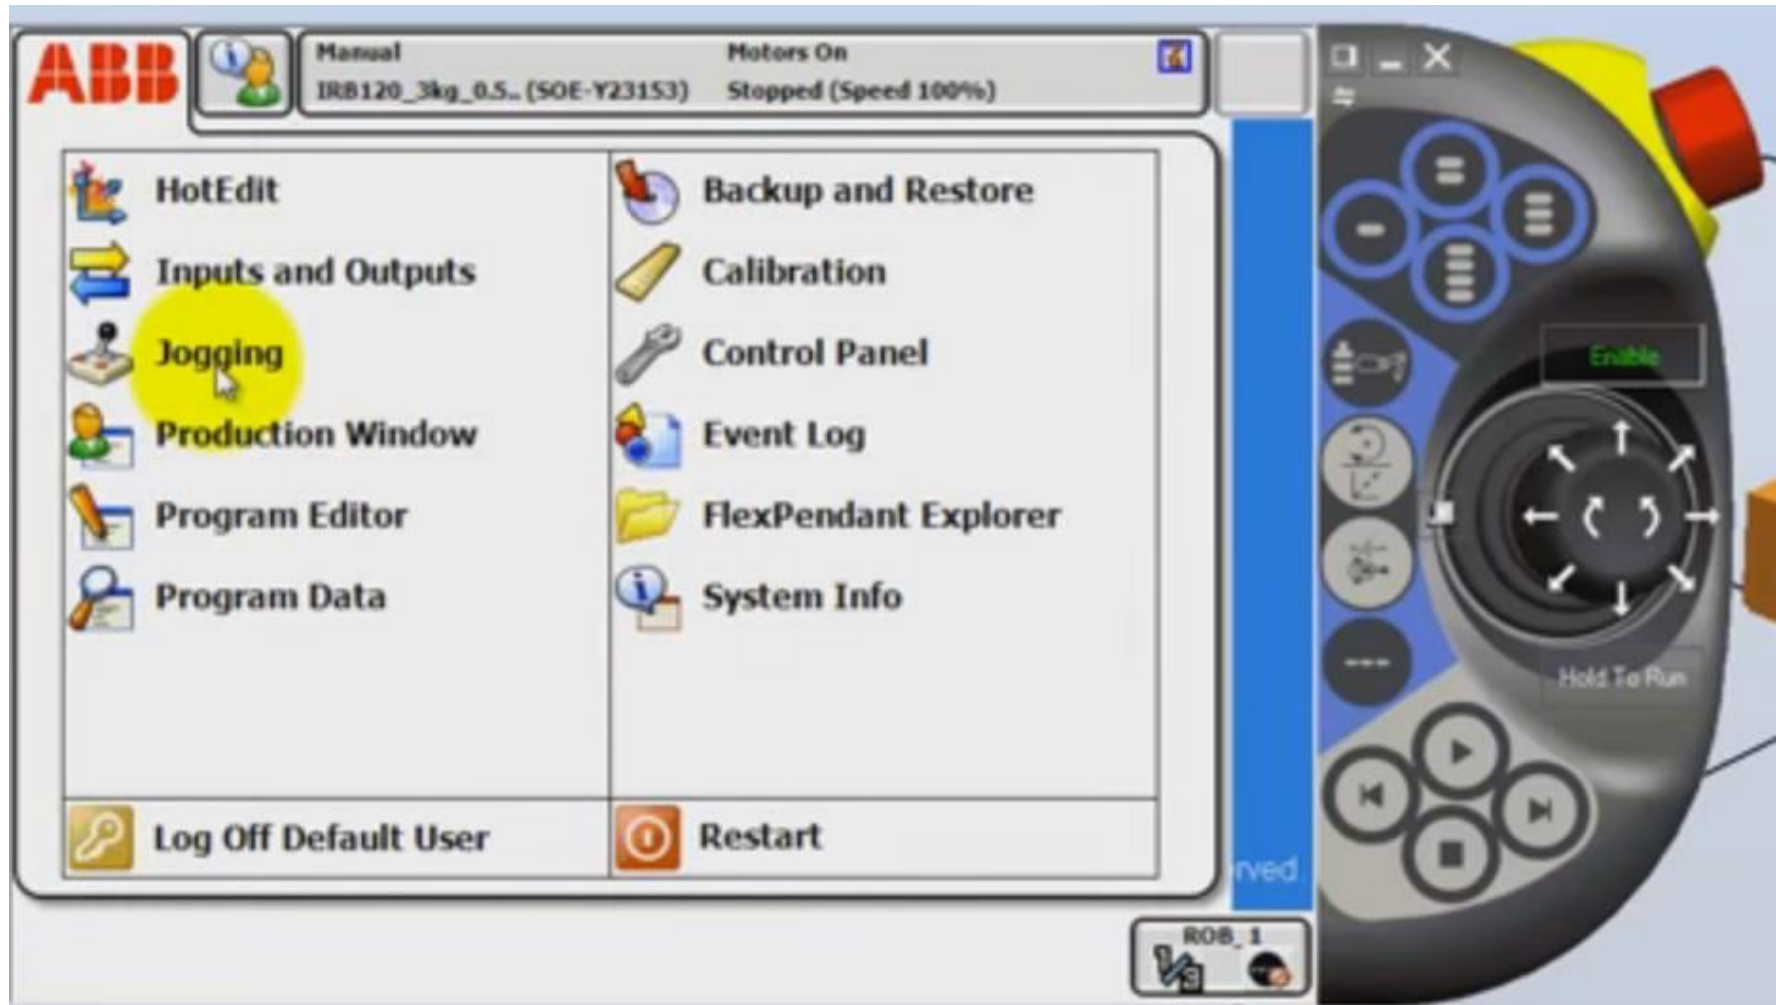 ABB
Manual
Motors On
IRB120_3kg_0.5.. (SOE-Y23153)
Stopped (Speed 100%)
HotEdit
Backup and Restore
Inputs and Outputs
Calibration
Jogging
Control Panel
Production Window
Event Log
Program Editor
FlexPendant Explorer
Program Data
System Info
Log Off Default User
Restart
rved.
ROB_1
Enable
Hold To Run